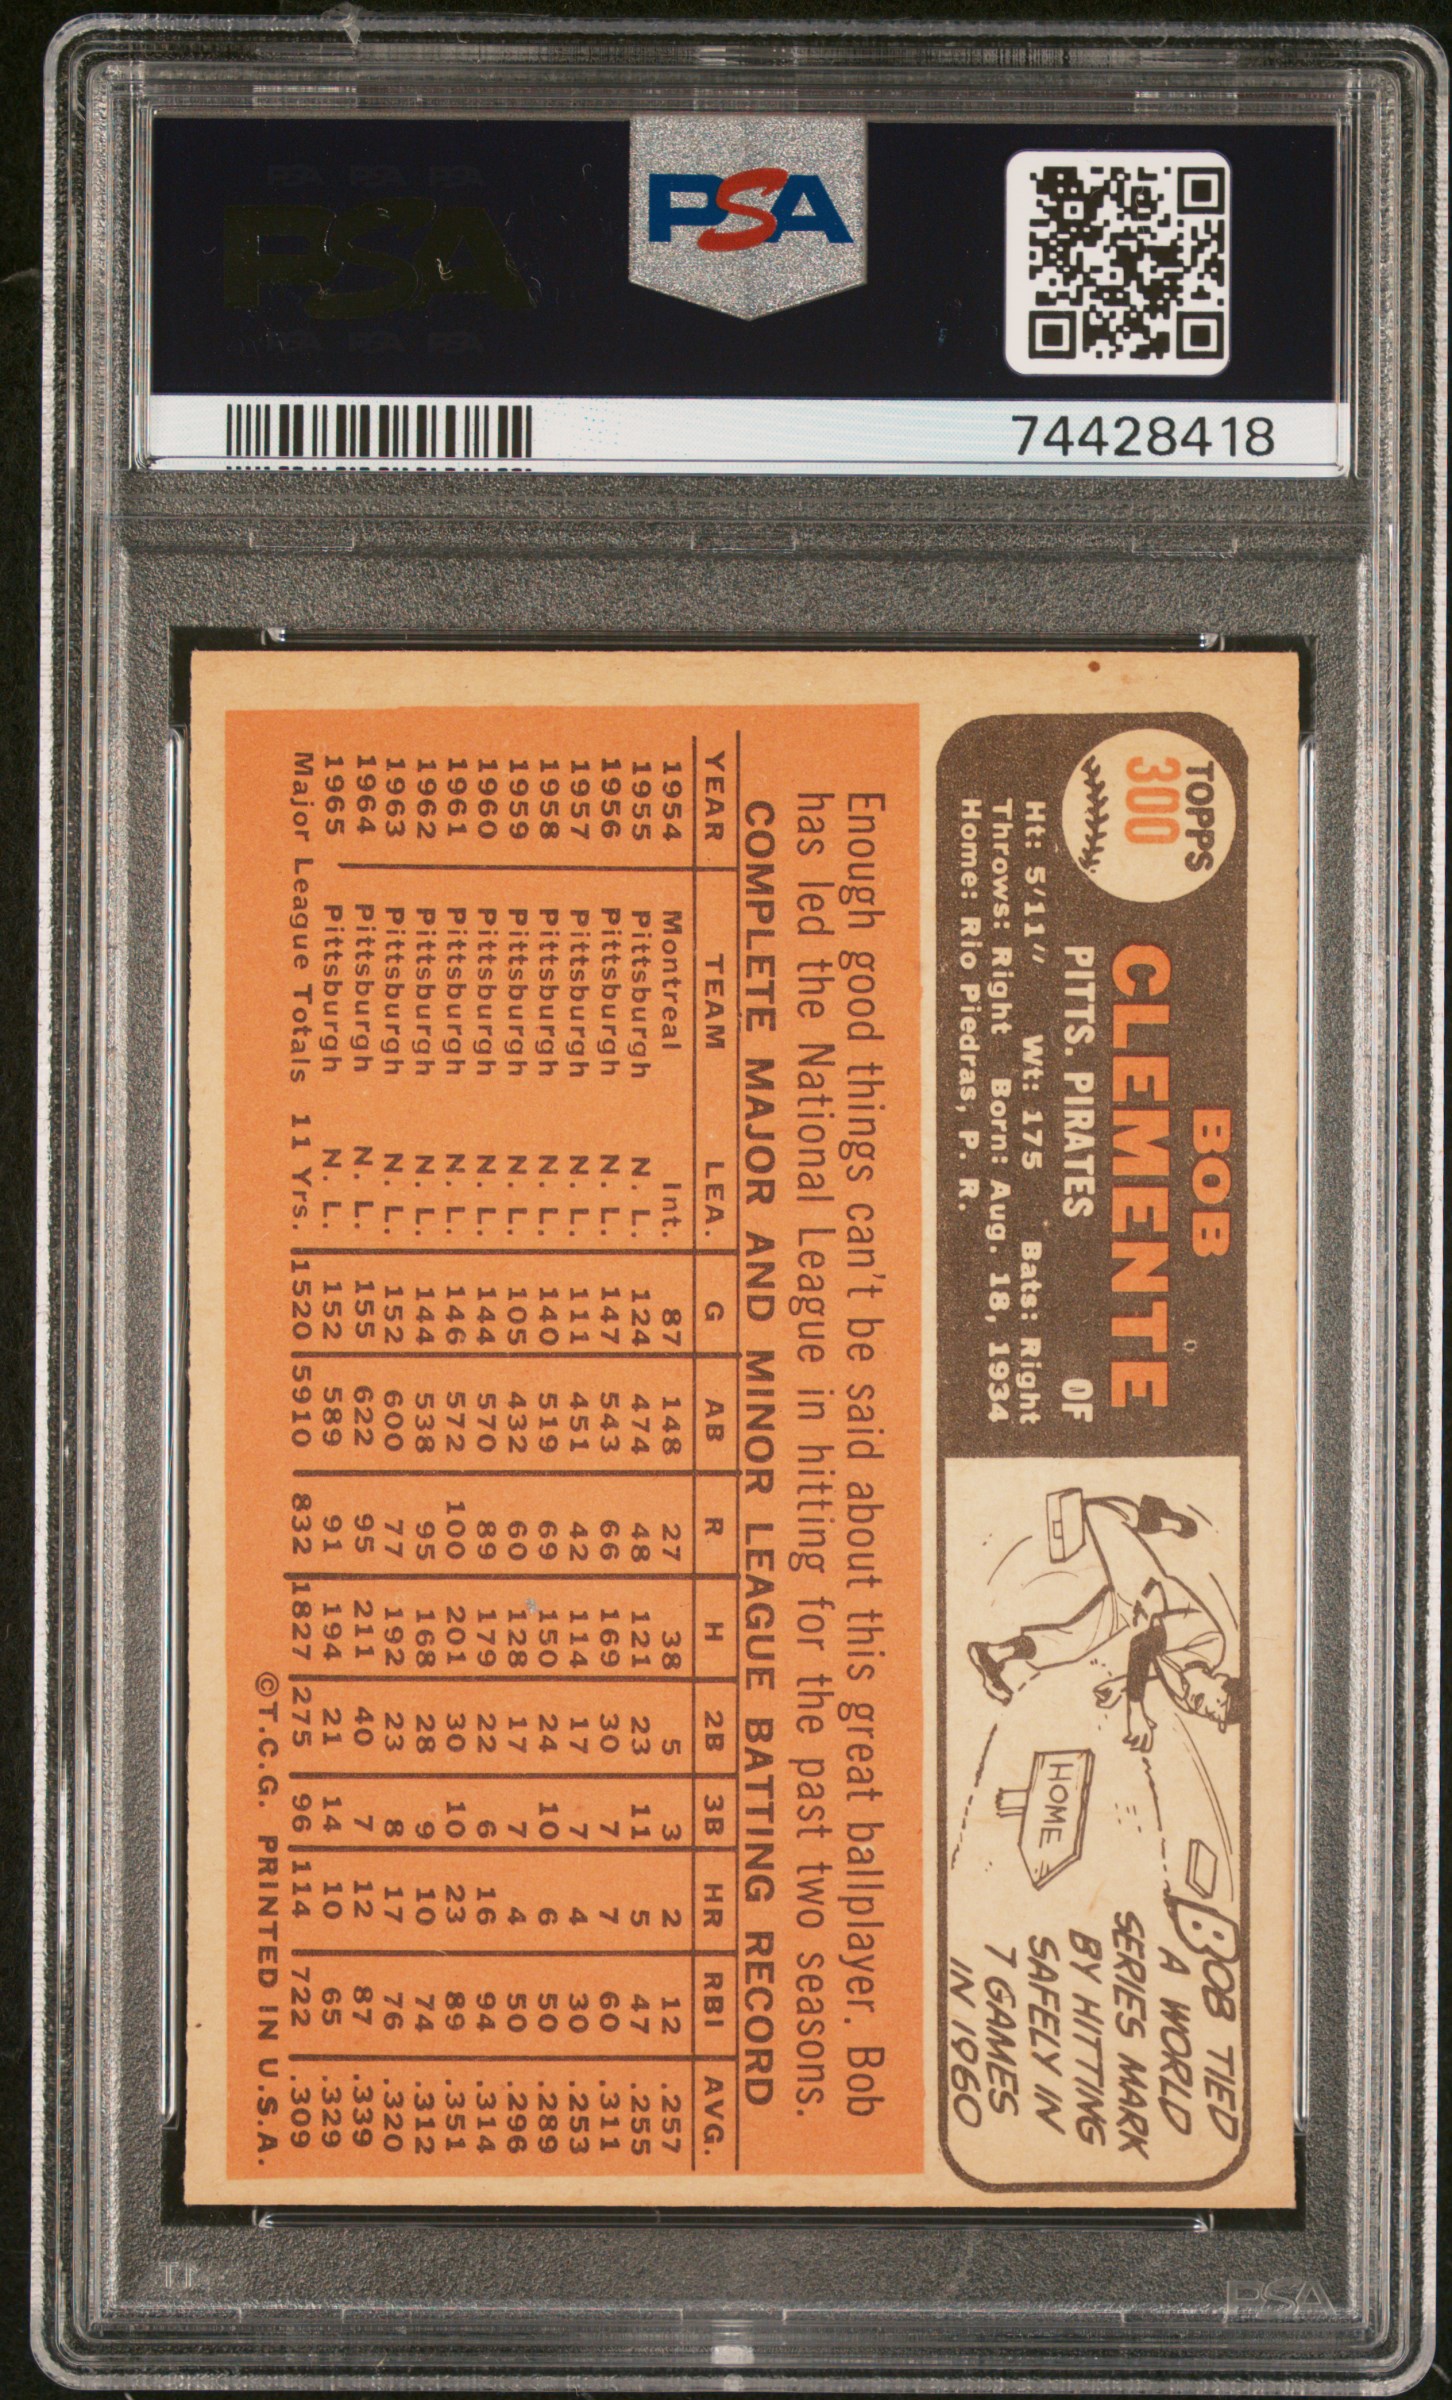 PSA PSA PSA
PSA
PSA PSA PSA
PSA
74428418
TOPPS
300
BOB
CLEMENTE
PITTS. PIRATES OF
Ht: 5'11" Wt: 175 Bats: Right
Throws: Right Born: Aug. 18, 1934
Home: Rio Piedras, P. R.
BOB TIED
A WORLD
SERIES MARK
BY HITTING
SAFELY IN
7 GAMES
IN 1960
HOME
Enough good things can't be said about this great ballplayer. Bob
has led the National League in hitting for the past two seasons.
COMPLETE MAJOR AND MINOR LEAGUE BATTING RECORD
YEAR TEAM LEA. G AB R H 2B 3B HR RBI AVG.
1954 Montreal Int. 87 148 27 38 5 3 2 12 .257
1955 Pittsburgh N. L. 124 474 48 121 23 11 5 47 .255
1956 Pittsburgh N. L. 147 543 66 169 30 7 7 60 .311
1957 Pittsburgh N. L. 111 451 42 114 17 7 4 30 .253
1958 Pittsburgh N. L. 140 519 69 150 24 10 6 50 .289
1959 Pittsburgh N. L. 105 432 60 128 17 7 4 50 .296
1960 Pittsburgh N. L. 144 570 89 179 22 6 16 94 .314
1961 Pittsburgh N. L. 146 572 100 201 30 10 23 89 .351
1962 Pittsburgh N. L. 144 538 95 168 28 9 10 74 .312
1963 Pittsburgh N. L. 152 600 77 192 23 8 17 76 .320
1964 Pittsburgh N. L. 155 622 95 211 40 7 12 87 .339
1965 Pittsburgh N. L. 152 589 91 194 21 14 10 65 .329
Major League Totals 11 Yrs. 1520 5910 832 1827 275 96 114 722 .309
©T.C.G. PRINTED IN U.S.A.
PSA